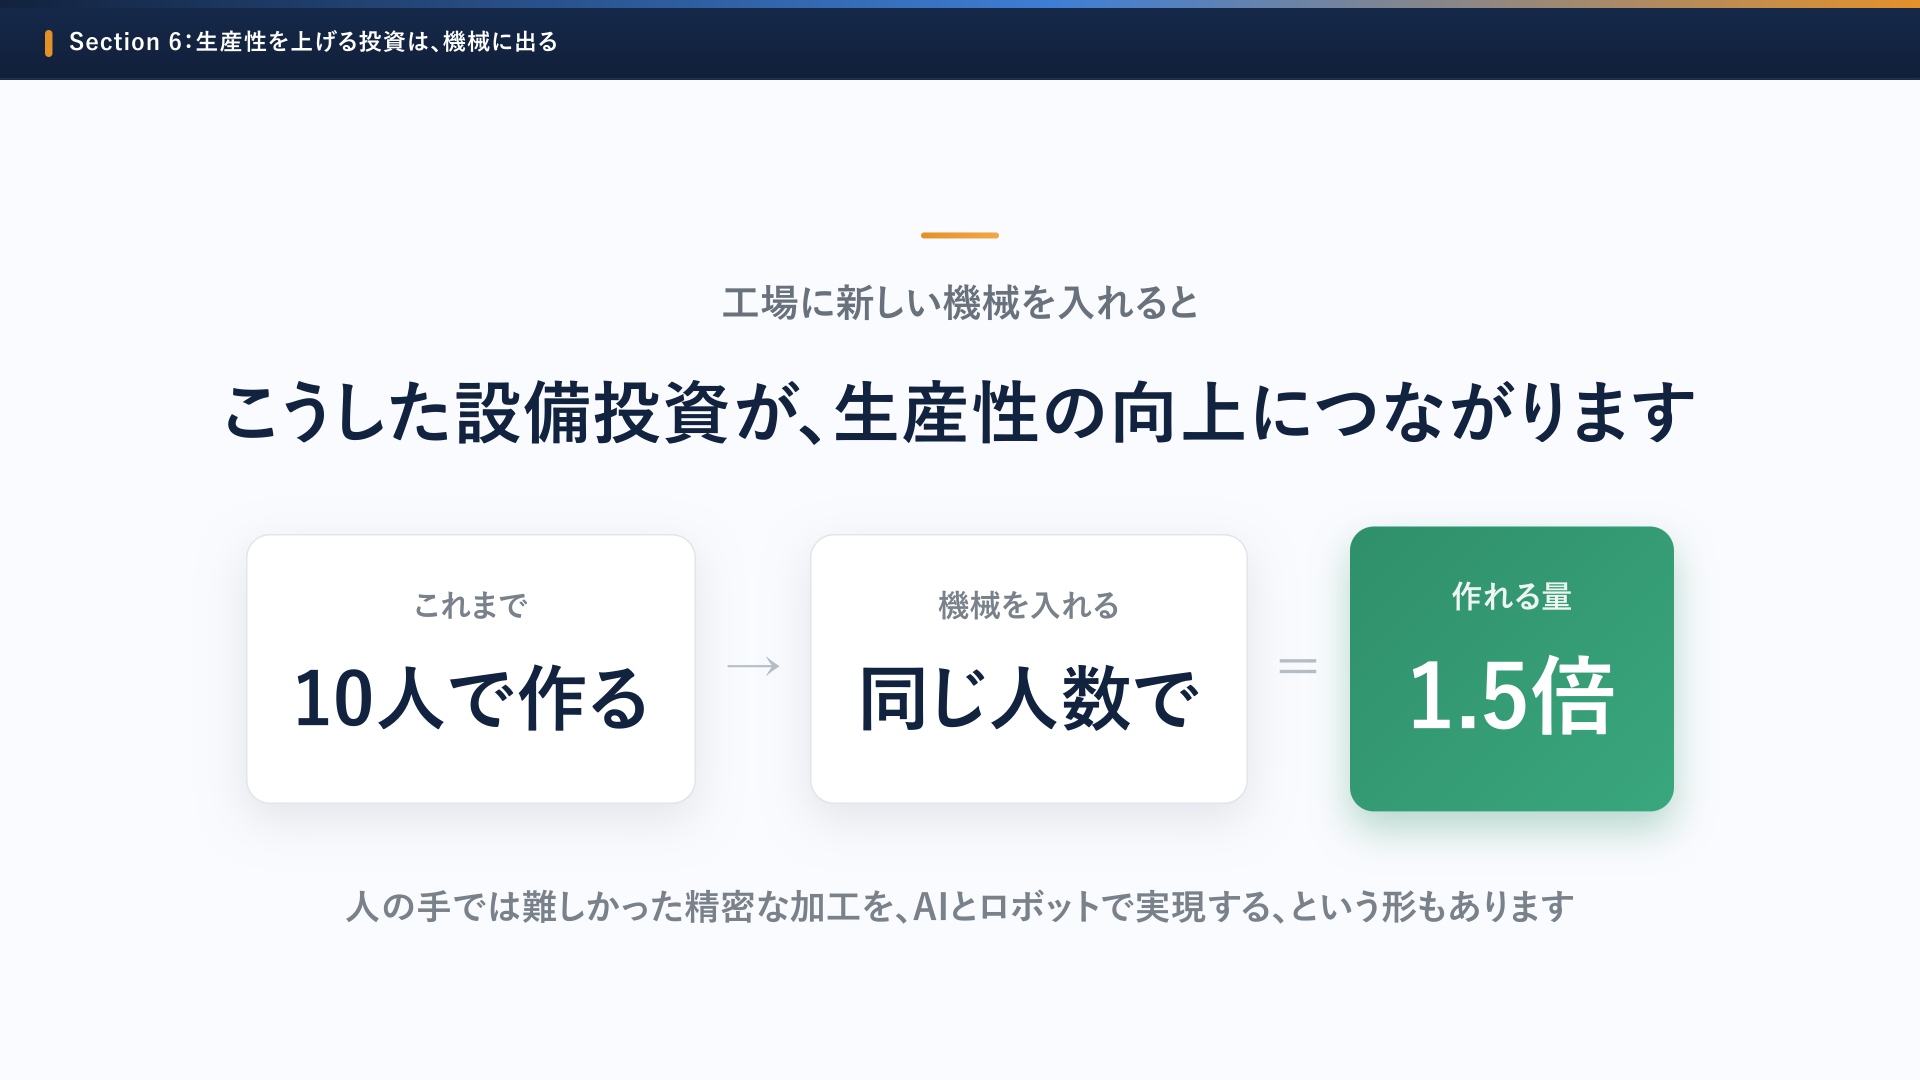 Section 6：生産性を上げる投資は、機械に出る
工場に新しい機械を入れると
こうした設備投資が、生産性の向上につながります
これまで
10人で作る
→
機械を入れる
同じ人数で
＝
作れる量
1.5倍
人の手では難しかった精密な加工を、AIとロボットで実現する、という形もあります